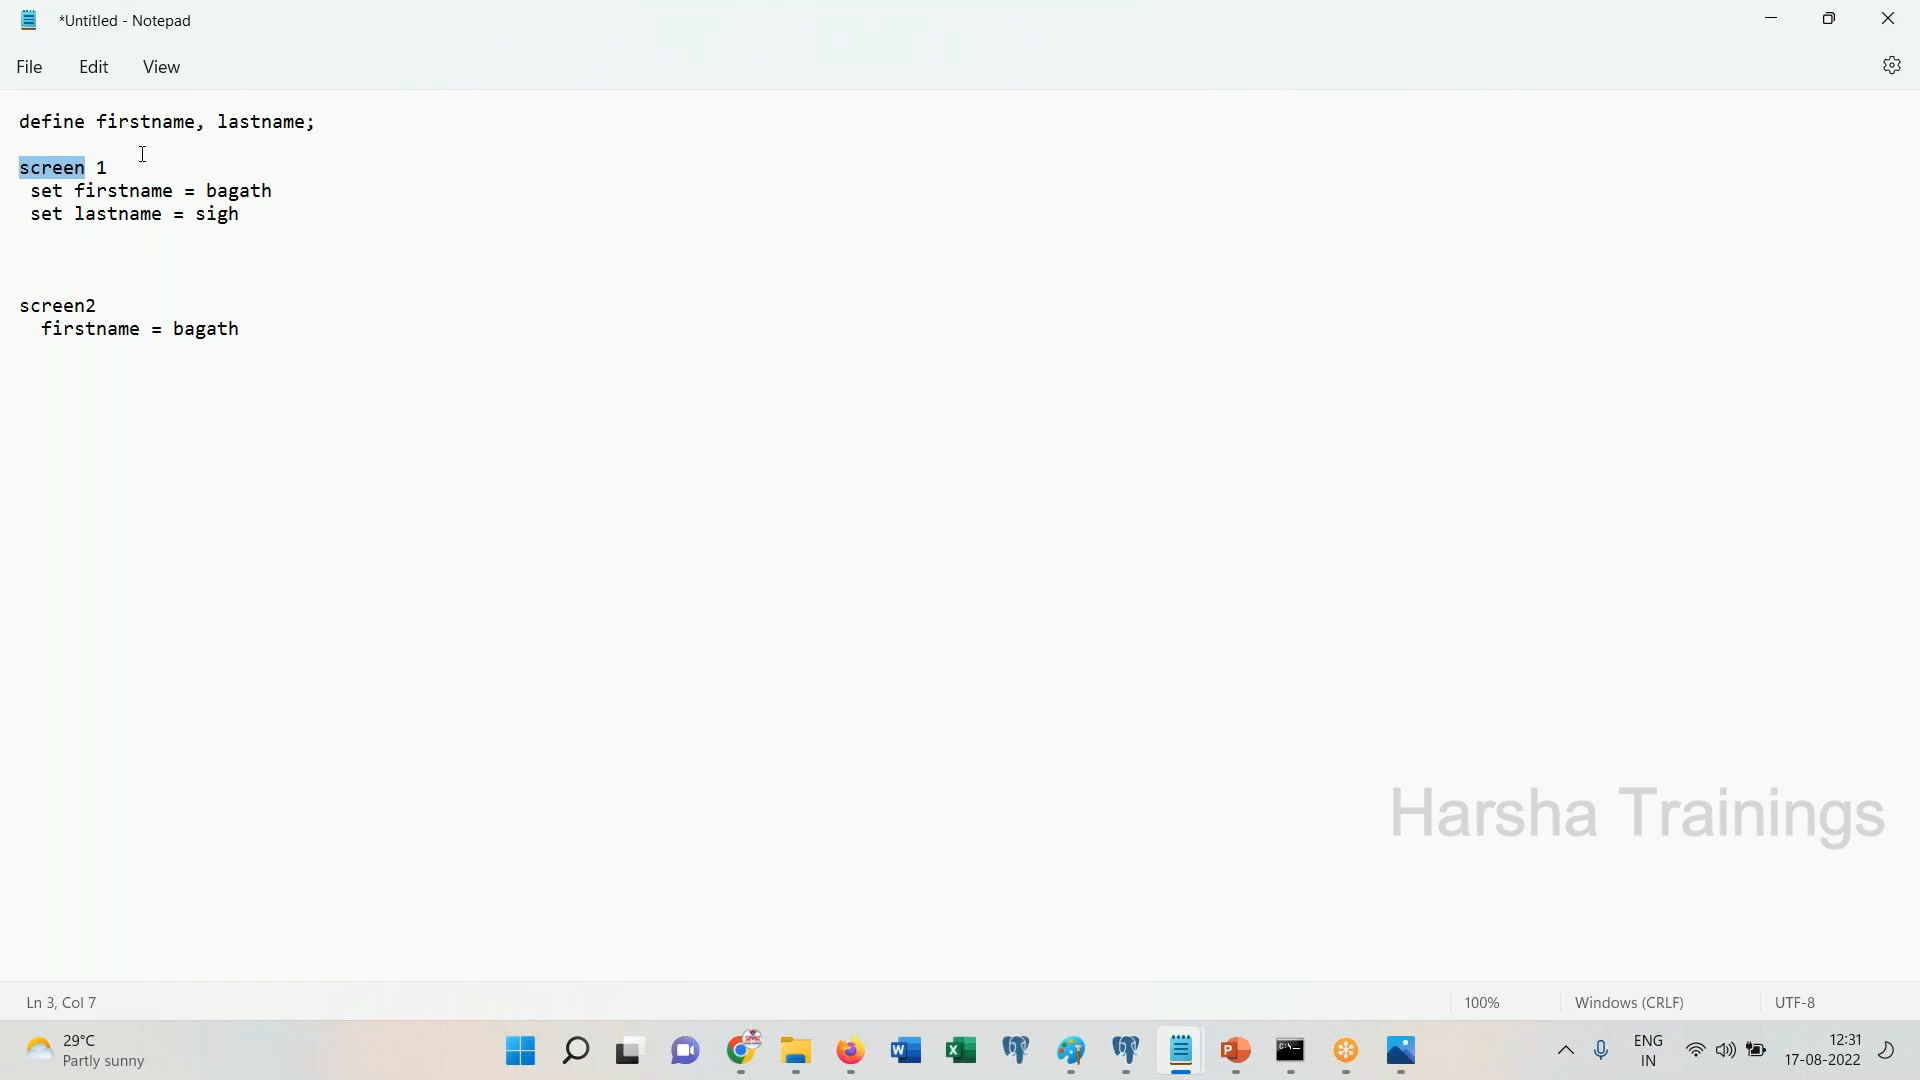 *Untitled - Notepad
File Edit View
define firstname, lastname;
screen 1
set firstname = bagath
set lastname = sigh
screen2
firstname = bagath
Harsha Trainings
Ln 3, Col 7
100%
Windows (CRLF)
UTF-8
29°C
Partly sunny
ENG
IN
12:31
17-08-2022